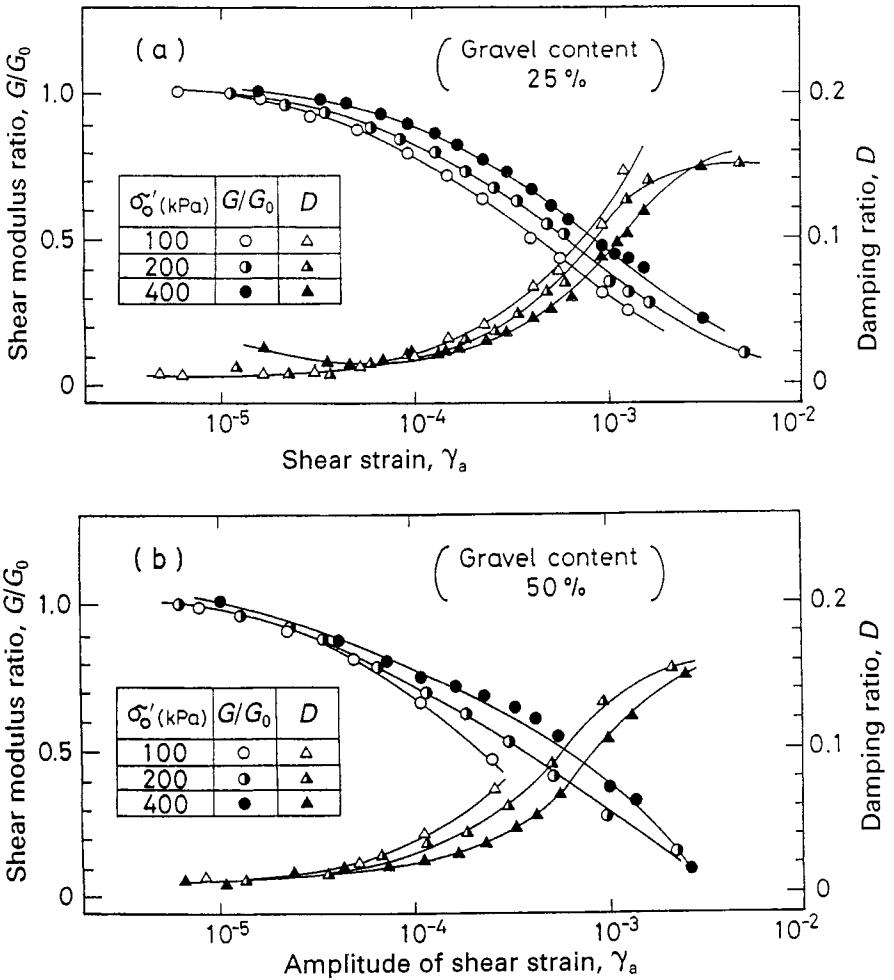 (a)
(Gravel content
25%)
Shear modulus ratio, G/G₀
1.0
0.5
0
Damping ratio, D
0.2
0.1
0
σ₀′(kPa) G/G₀ D
100
200
400
10⁻⁵ 10⁻⁴ 10⁻³ 10⁻²
Shear strain, γₐ
(b)
(Gravel content
50%)
Shear modulus ratio, G/G₀
1.0
0.5
0
Damping ratio, D
0.2
0.1
0
σ₀′(kPa) G/G₀ D
100
200
400
10⁻⁵ 10⁻⁴ 10⁻³ 10⁻²
Amplitude of shear strain, γₐ